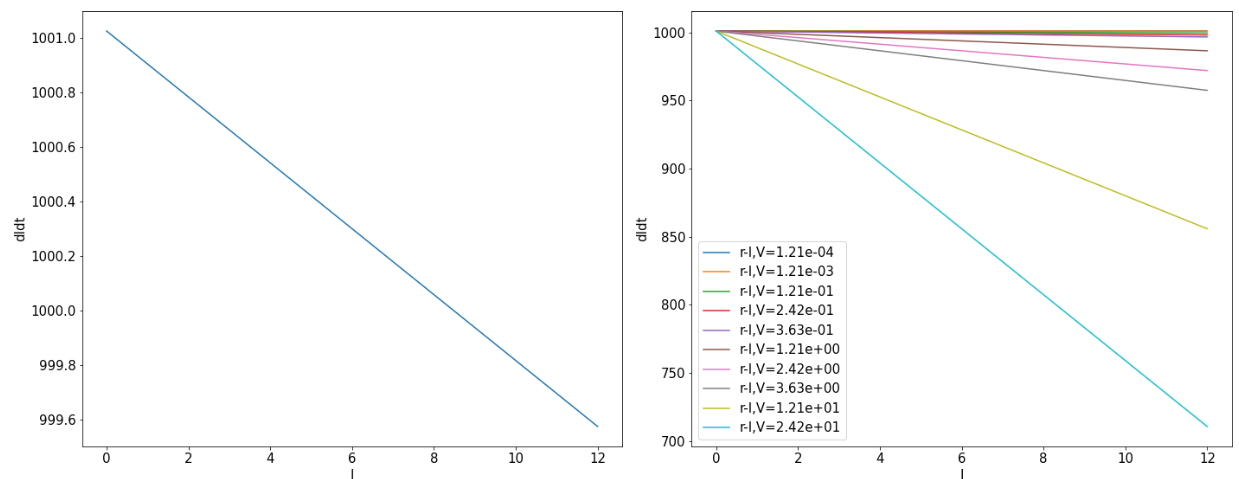 1001.0
1000.8
1000.6
1000.4
1000.2
1000.0
999.8
999.6
dIdt
0 2 4 6 8 10 12
I
1000
950
900
850
800
750
700
dIdt
r-I,V=1.21e-04
r-I,V=1.21e-03
r-I,V=1.21e-01
r-I,V=2.42e-01
r-I,V=3.63e-01
r-I,V=1.21e+00
r-I,V=2.42e+00
r-I,V=3.63e+00
r-I,V=1.21e+01
r-I,V=2.42e+01
0 2 4 6 8 10 12
I